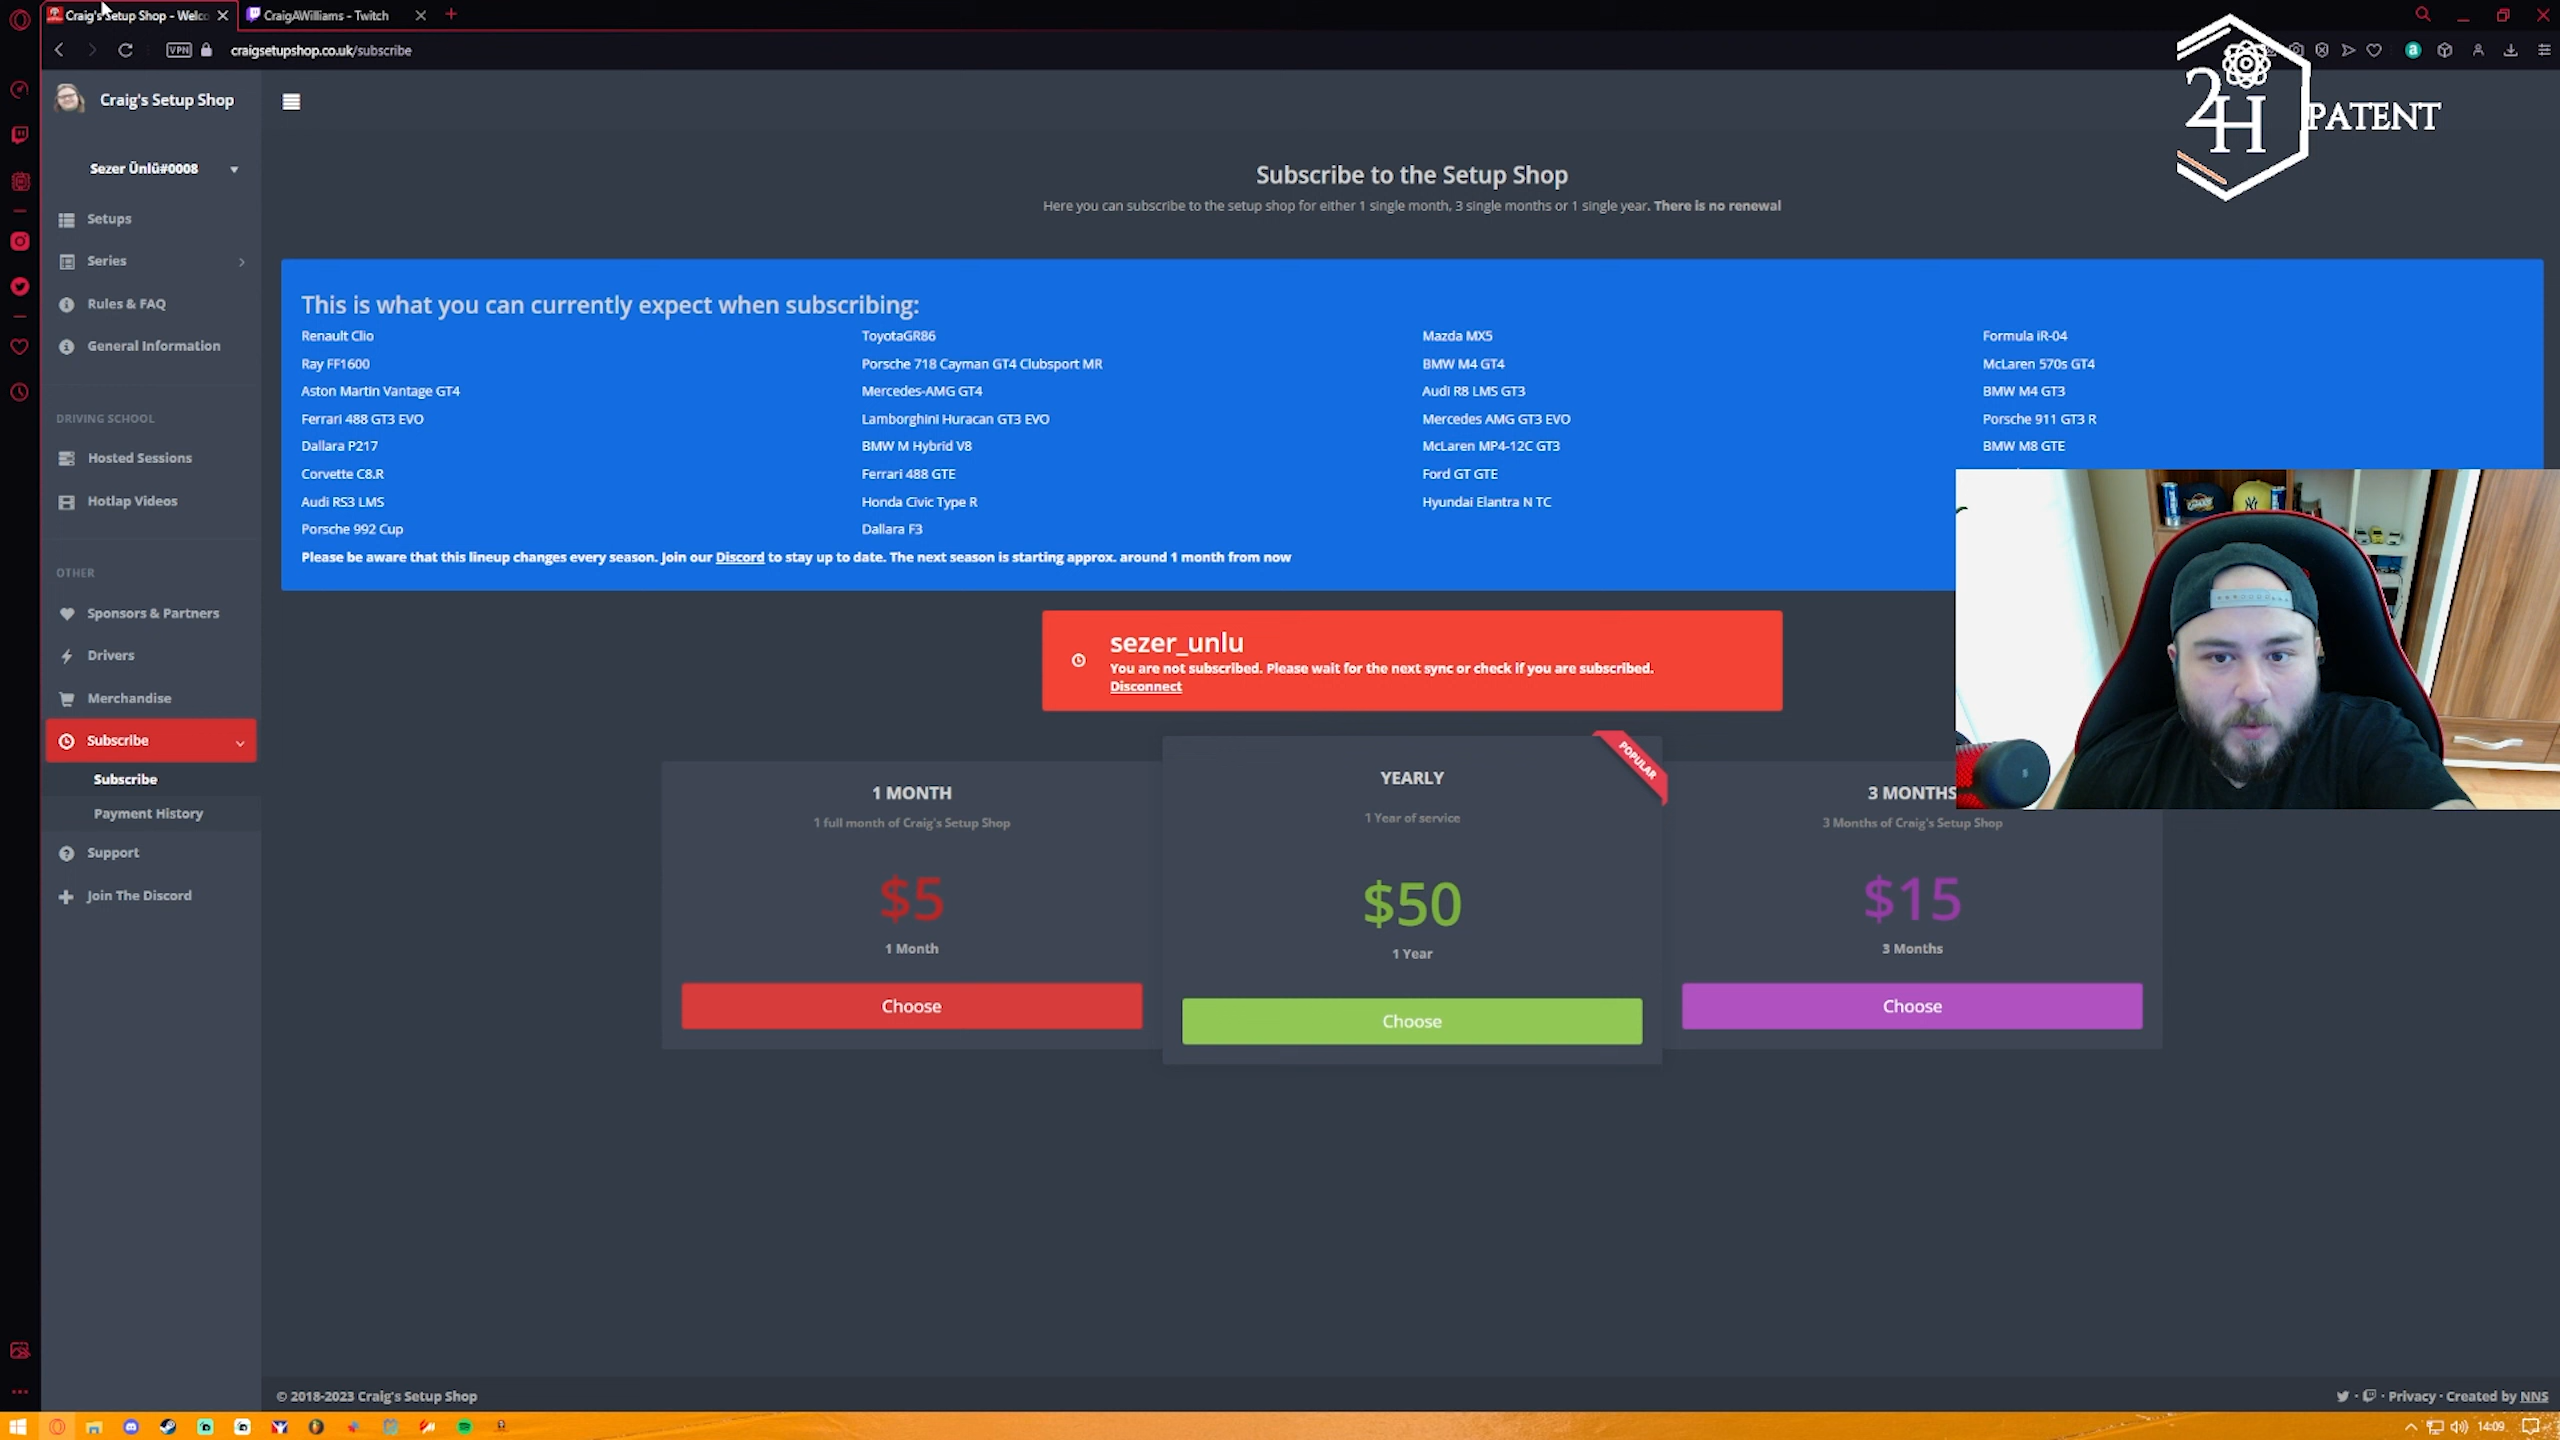 Craig's Setup Shop - Welco
CraigAWilliams - Twitch
VPN
craigsetupshop.co.uk/subscribe
2H PATENT
Craig's Setup Shop
Sezer Ünlü#0008
Setups
Series
Rules & FAQ
General Information
DRIVING SCHOOL
Hosted Sessions
Hotlap Videos
OTHER
Sponsors & Partners
Drivers
Merchandise
Subscribe
Subscribe
Payment History
Support
Join The Discord
Subscribe to the Setup Shop
Here you can subscribe to the setup shop for either 1 single month, 3 single months or 1 single year. There is no renewal
This is what you can currently expect when subscribing:
Renault Clio ToyotaGR86 Mazda MX5 Formula iR-04
Ray FF1600 Porsche 718 Cayman GT4 Clubsport MR BMW M4 GT4 McLaren 570s GT4
Aston Martin Vantage GT4 Mercedes-AMG GT4 Audi R8 LMS GT3 BMW M4 GT3
Ferrari 488 GT3 EVO Lamborghini Huracan GT3 EVO Mercedes AMG GT3 EVO Porsche 911 GT3 R
Dallara P217 BMW M Hybrid V8 McLaren MP4-12C GT3 BMW M8 GTE
Corvette C8.R Ferrari 488 GTE Ford GT GTE
Audi RS3 LMS Honda Civic Type R Hyundai Elantra N TC
Porsche 992 Cup Dallara F3
Please be aware that this lineup changes every season. Join our Discord to stay up to date. The next season is starting approx. around 1 month from now
sezer_unlu
You are not subscribed. Please wait for the next sync or check if you are subscribed.
Disconnect
1 MONTH
1 full month of Craig's Setup Shop
$5
1 Month
Choose
POPULAR
YEARLY
1 Year of service
$50
1 Year
Choose
3 MONTHS
3 Months of Craig's Setup Shop
$15
3 Months
Choose
© 2018-2023 Craig's Setup Shop
· Privacy · Created by NNS
14:09